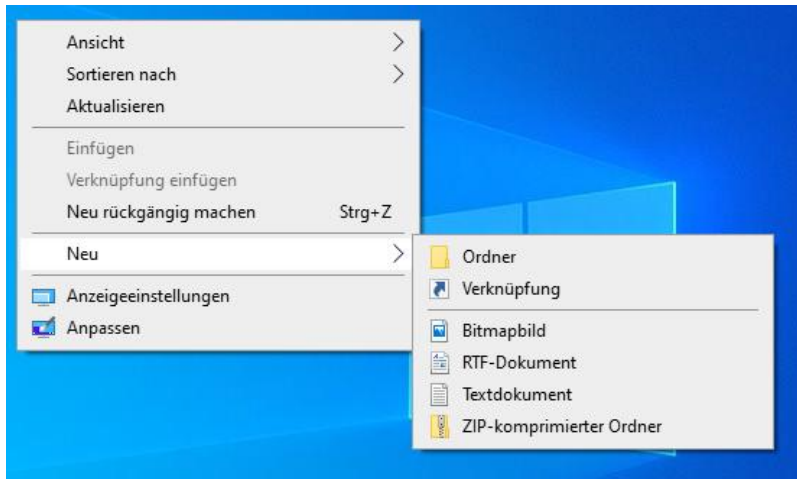 Ansicht
Sortieren nach
Aktualisieren
Einfügen
Verknüpfung einfügen
Neu rückgängig machen Strg+Z
Neu
Anzeigeeinstellungen
Anpassen
Ordner
Verknüpfung
Bitmapbild
RTF-Dokument
Textdokument
ZIP-komprimierter Ordner